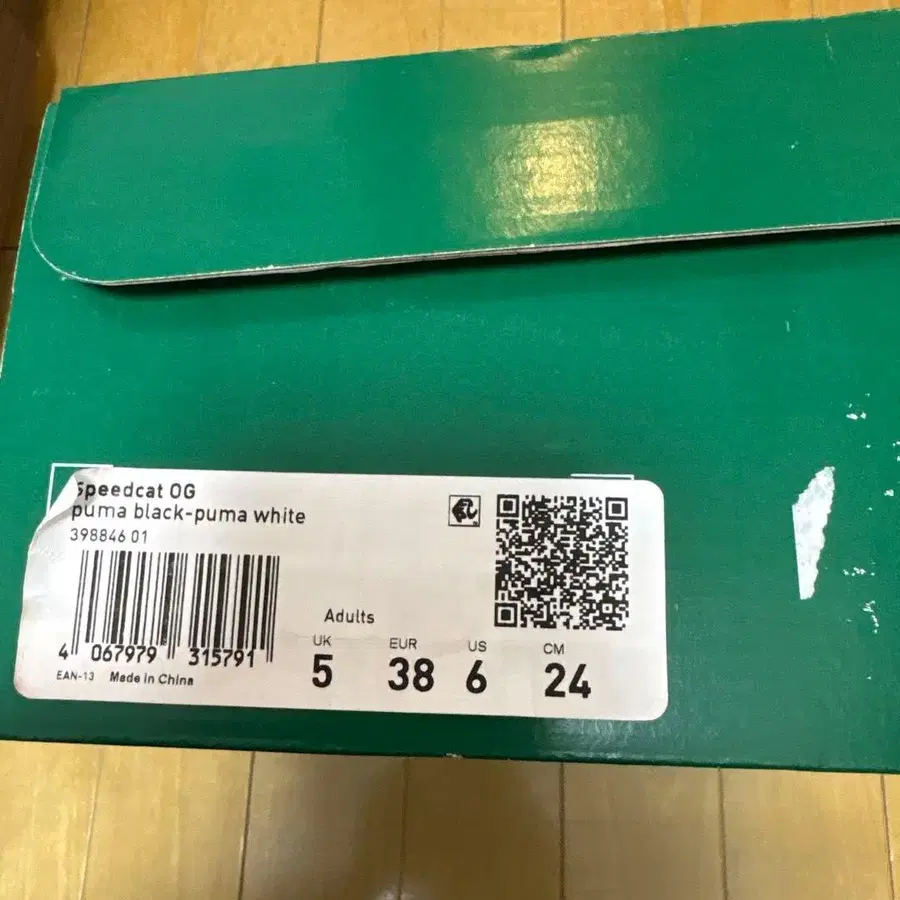 Speedcat OG
puma black-puma white
398846 01
4 067979 315791
EAN-13 Made in China
Adults
UK EUR US CM
5 38 6 24